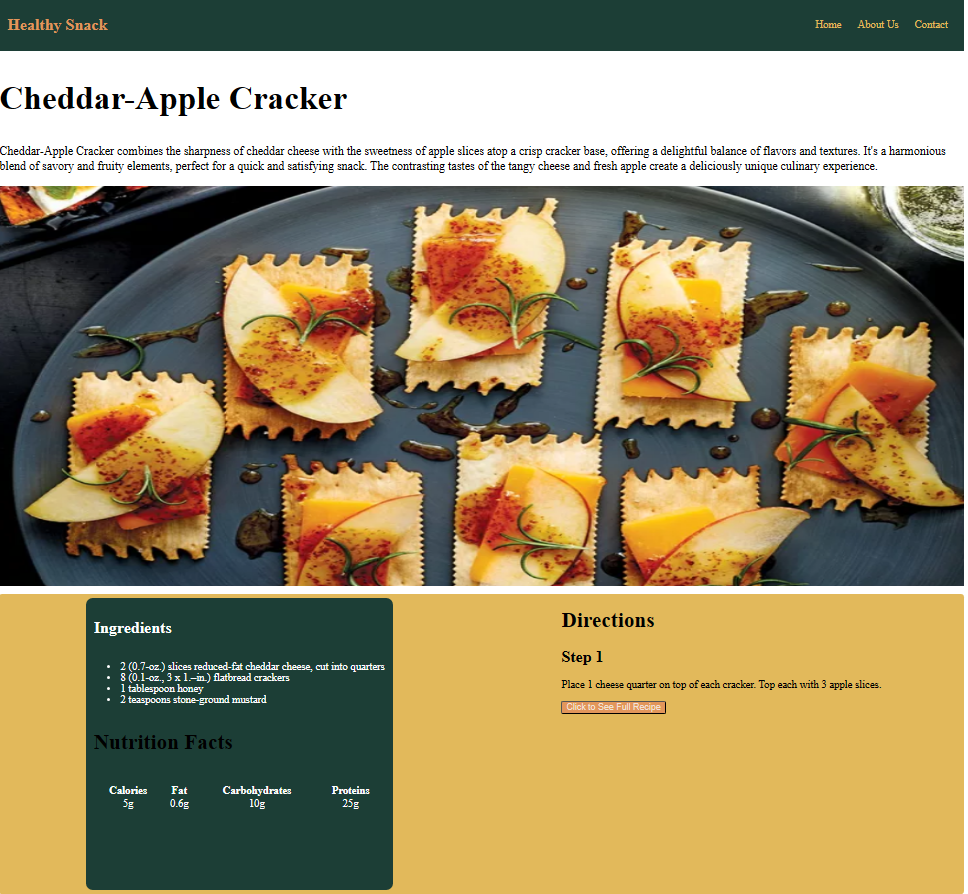 Healthy Snack
Home About Us Contact
Cheddar-Apple Cracker
Cheddar-Apple Cracker combines the sharpness of cheddar cheese with the sweetness of apple slices atop a crisp cracker base, offering a delightful balance of flavors and textures. It's a harmonious
blend of savory and fruity elements, perfect for a quick and satisfying snack. The contrasting tastes of the tangy cheese and fresh apple create a deliciously unique culinary experience.
Ingredients
2 (0.7-oz.) slices reduced-fat cheddar cheese, cut into quarters
8 (0.1-oz., 3 x 1.–in.) flatbread crackers
1 tablespoon honey
2 teaspoons stone-ground mustard
Nutrition Facts
Calories Fat Carbohydrates Proteins
5g 0.6g 10g 25g
Directions
Step 1
Place 1 cheese quarter on top of each cracker. Top each with 3 apple slices.
Click to See Full Recipe